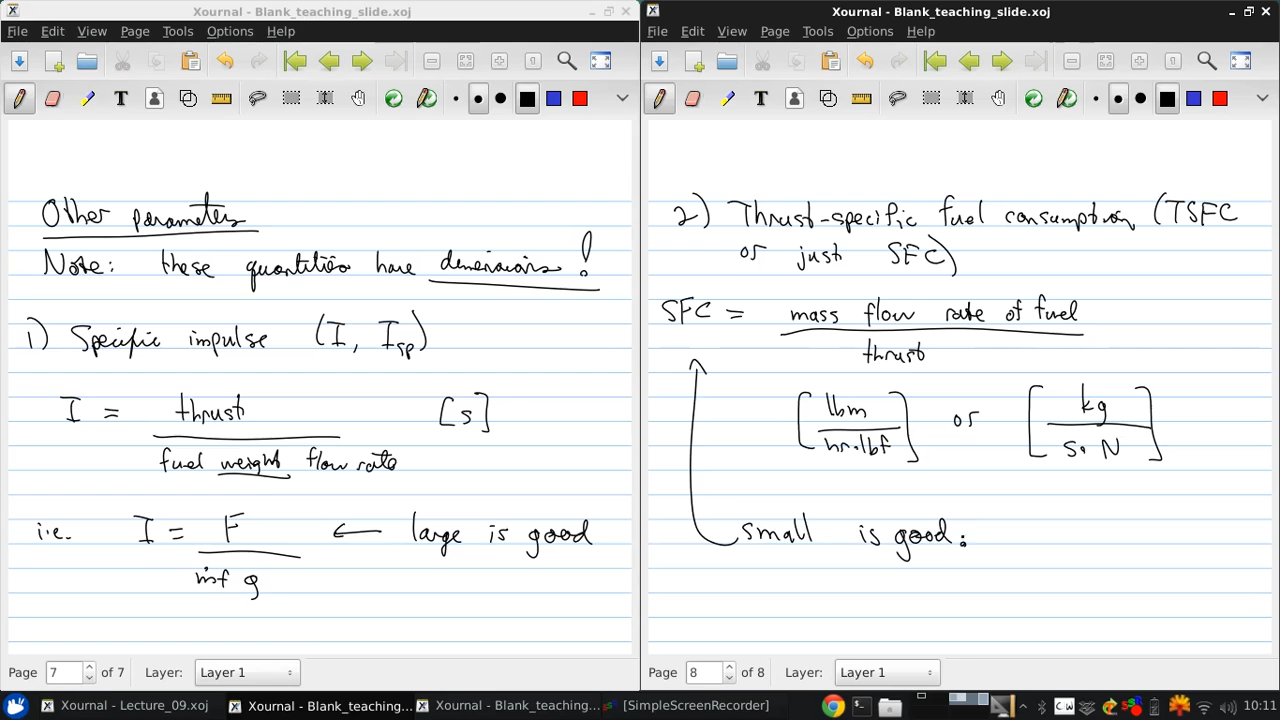 Xournal - Blank_teaching_slide.xoj
File Edit View Page Tools Options Help
Other parameters
Note: these quantities have dimensions!
1) Specific impulse (I, Isp)
I = thrust [s]
fuel weight flow rate
i.e. I = F ← large is good
ṁf g
Page 7 of 7 Layer: Layer 1
Xournal - Blank_teaching_slide.xoj
File Edit View Page Tools Options Help
2) Thrust-specific fuel consumption (TSFC
or just SFC)
SFC = mass flow rate of fuel
thrust
[lbm or [kg
hr·lbf] s·N]
small is good.
Page 8 of 8 Layer: Layer 1
Xournal - Lecture_09.xoj Xournal - Blank_teaching... Xournal - Blank_teaching... [SimpleScreenRecorder] 10:11